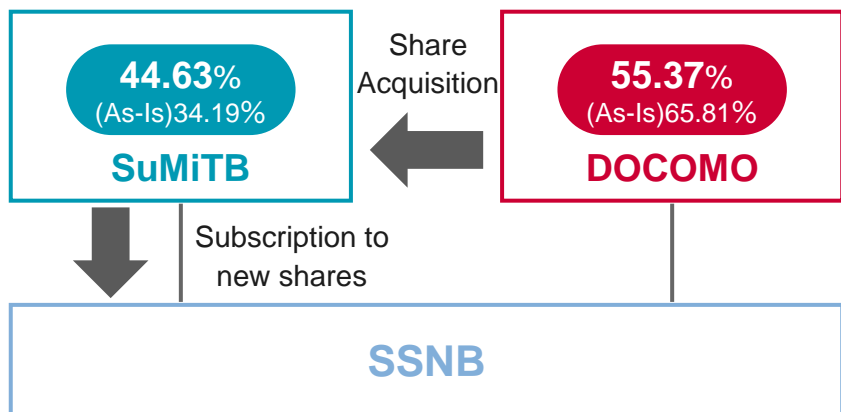 44.63%
(As-Is)34.19%
SuMiTB
Share
Acquisition
55.37%
(As-Is)65.81%
DOCOMO
Subscription to
new shares
SSNB